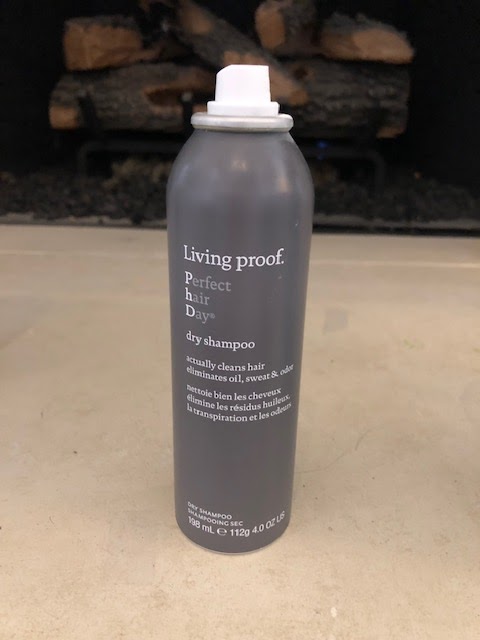 Living proof.
Perfect
hair
Day®
dry shampoo
actually cleans hair
eliminates oil, sweat & odor
nettoie bien les cheveux
élimine les résidus huileux,
la transpiration et les odeurs
DRY SHAMPOO
SHAMPOOING SEC
198 mL ℮ 112g 4.0 OZ US